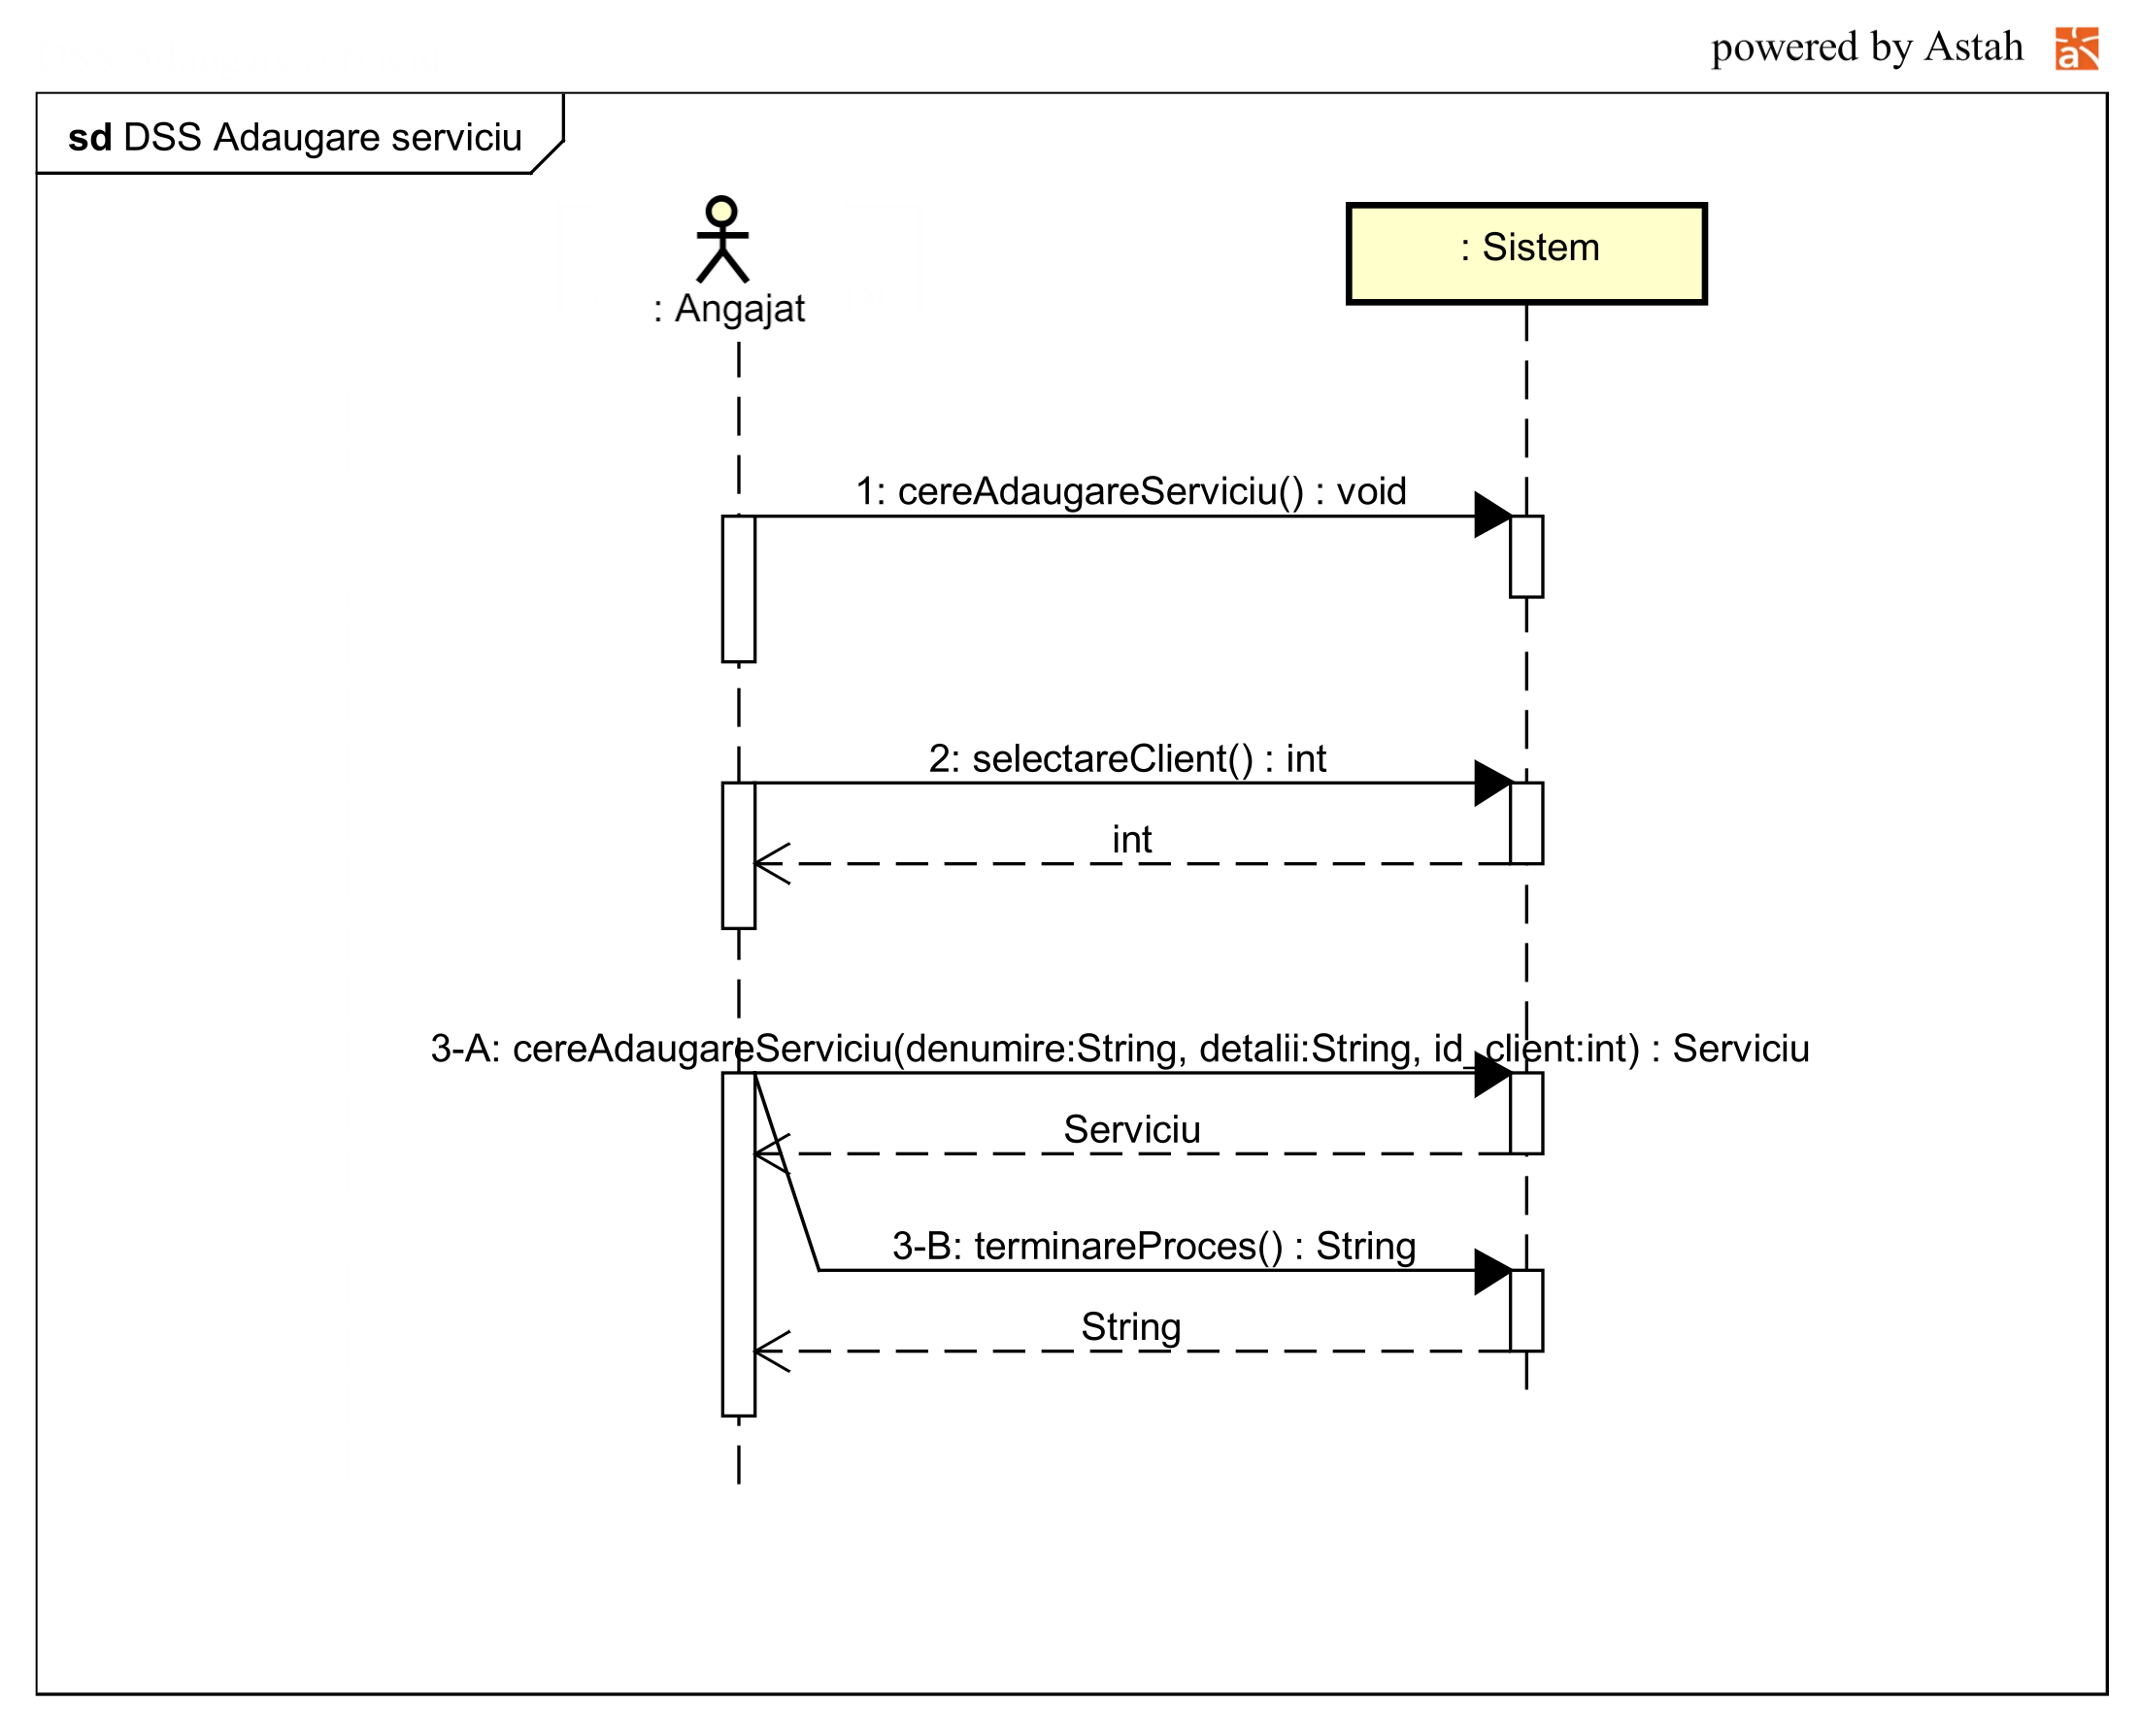 powered by Astah
sd DSS Adaugare serviciu
: Angajat
: Sistem
1: cereAdaugareServiciu() : void
2: selectareClient() : int
int
3-A: cereAdaugareServiciu(denumire:String, detalii:String, id_client:int) : Serviciu
Serviciu
3-B: terminareProces() : String
String